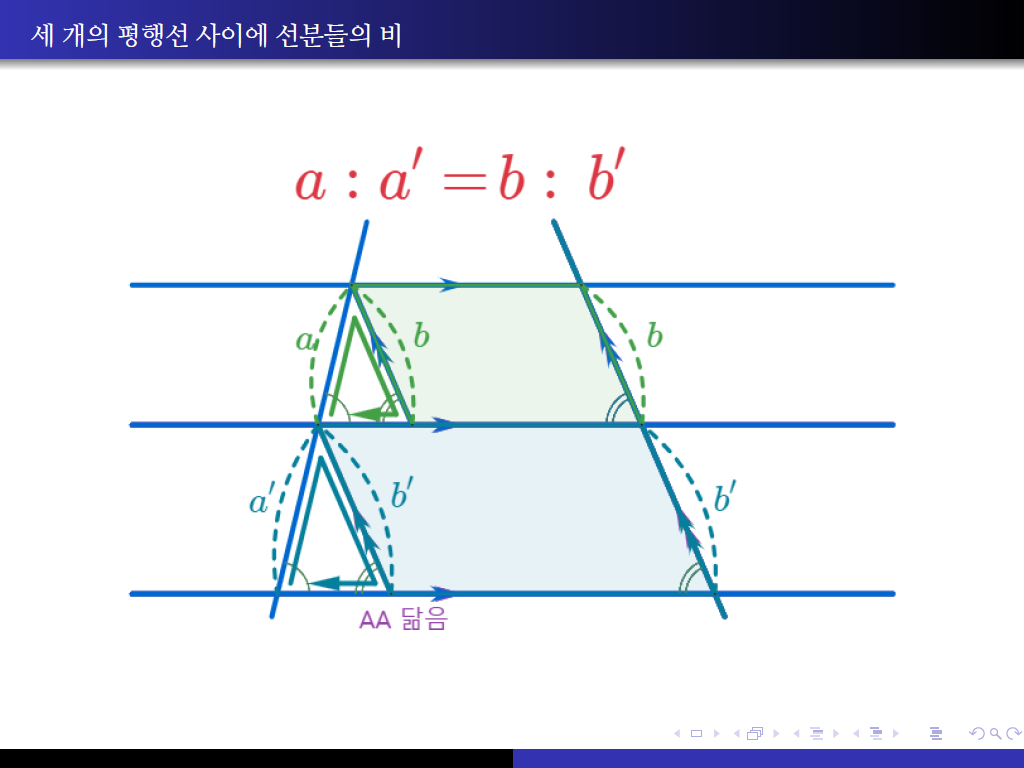 세 개의 평행선 사이에 선분들의 비
a : a′ = b : b′
a b b
a′ b′ b′
AA 닮음